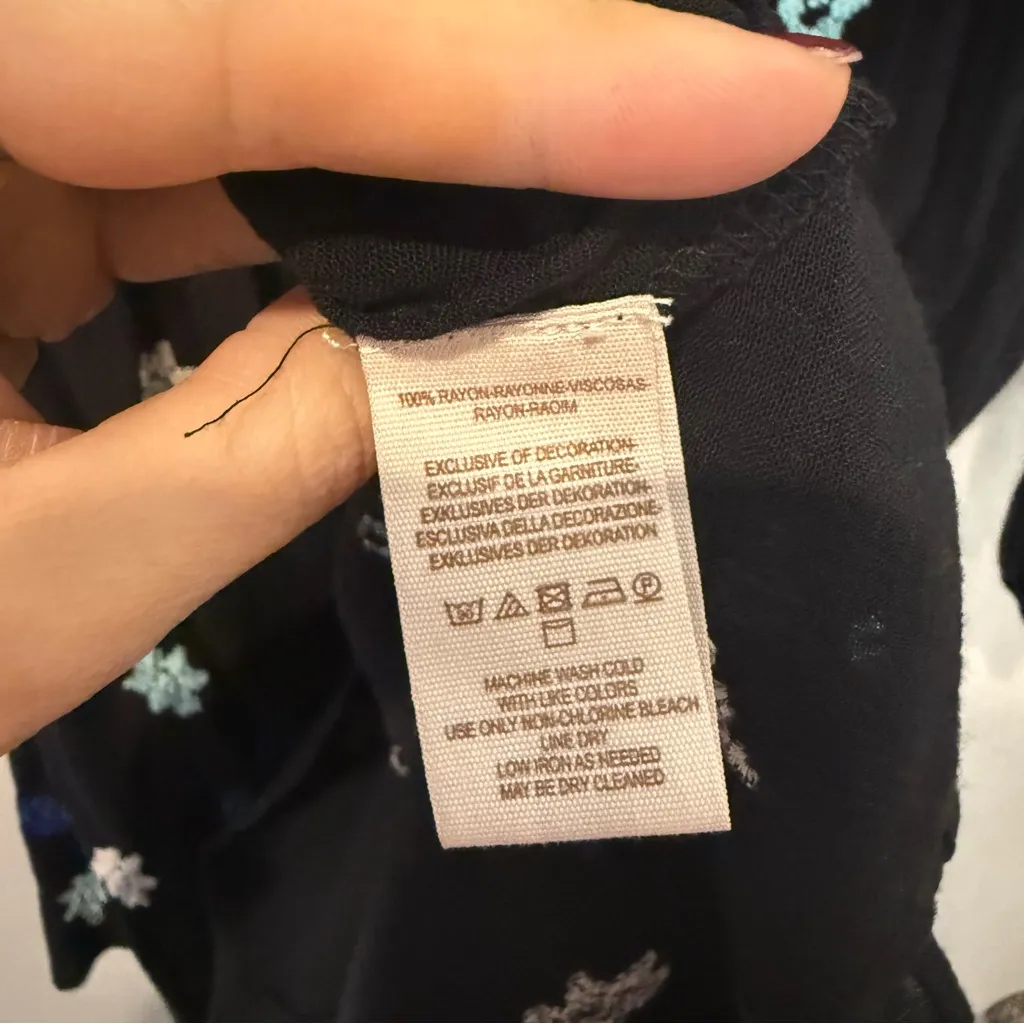 100% RAYON-RAYONNE-VISCOSAS-
RAYON-RAOIM
EXCLUSIVE OF DECORATION-
EXCLUSIF DE LA GARNITURE-
EXKLUSIVES DER DEKORATION-
ESCLUSIVA DELLA DECORAZIONE-
EXKLUSIVES DER DEKORATION
P
MACHINE WASH COLD
WITH LIKE COLORS
USE ONLY NON-CHLORINE BLEACH
LINE DRY
LOW IRON AS NEEDED
MAY BE DRY CLEANED